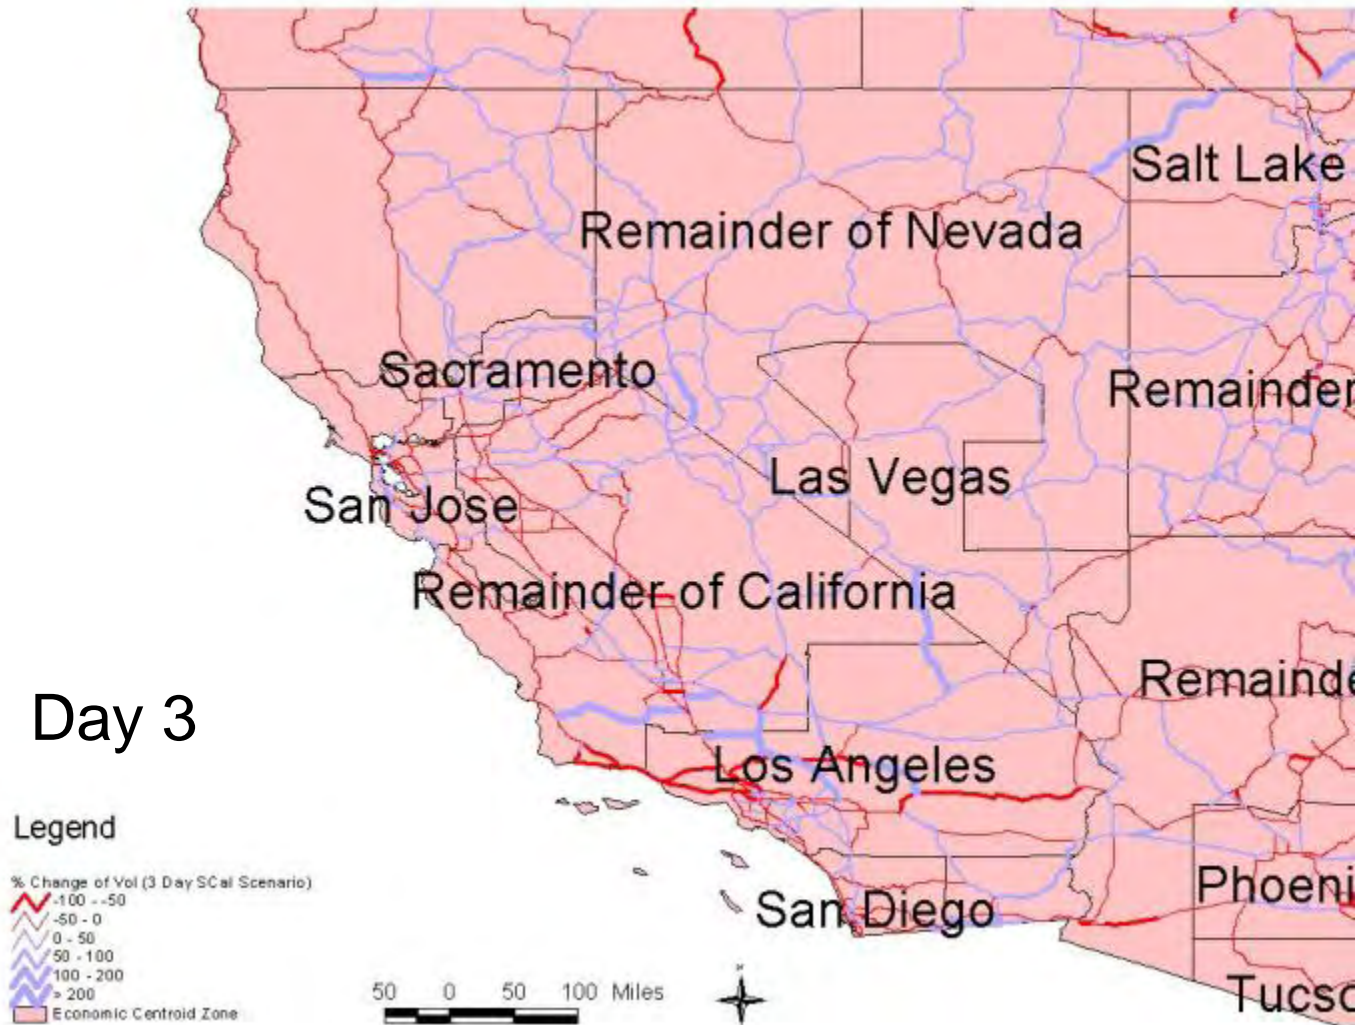 Salt Lake
Remainder of Nevada
Sacramento
Remainder
Las Vegas
San Jose
Remainder of California
Remainde
Day 3
Los Angeles
Legend
% Change of Vol (3 Day SCal Scenario)
-100 - -50
-50 - 0
0 - 50
50 - 100
100 - 200
> 200
Economic Centroid Zone
Phoeni
San Diego
50 0 50 100 Miles
Tucso